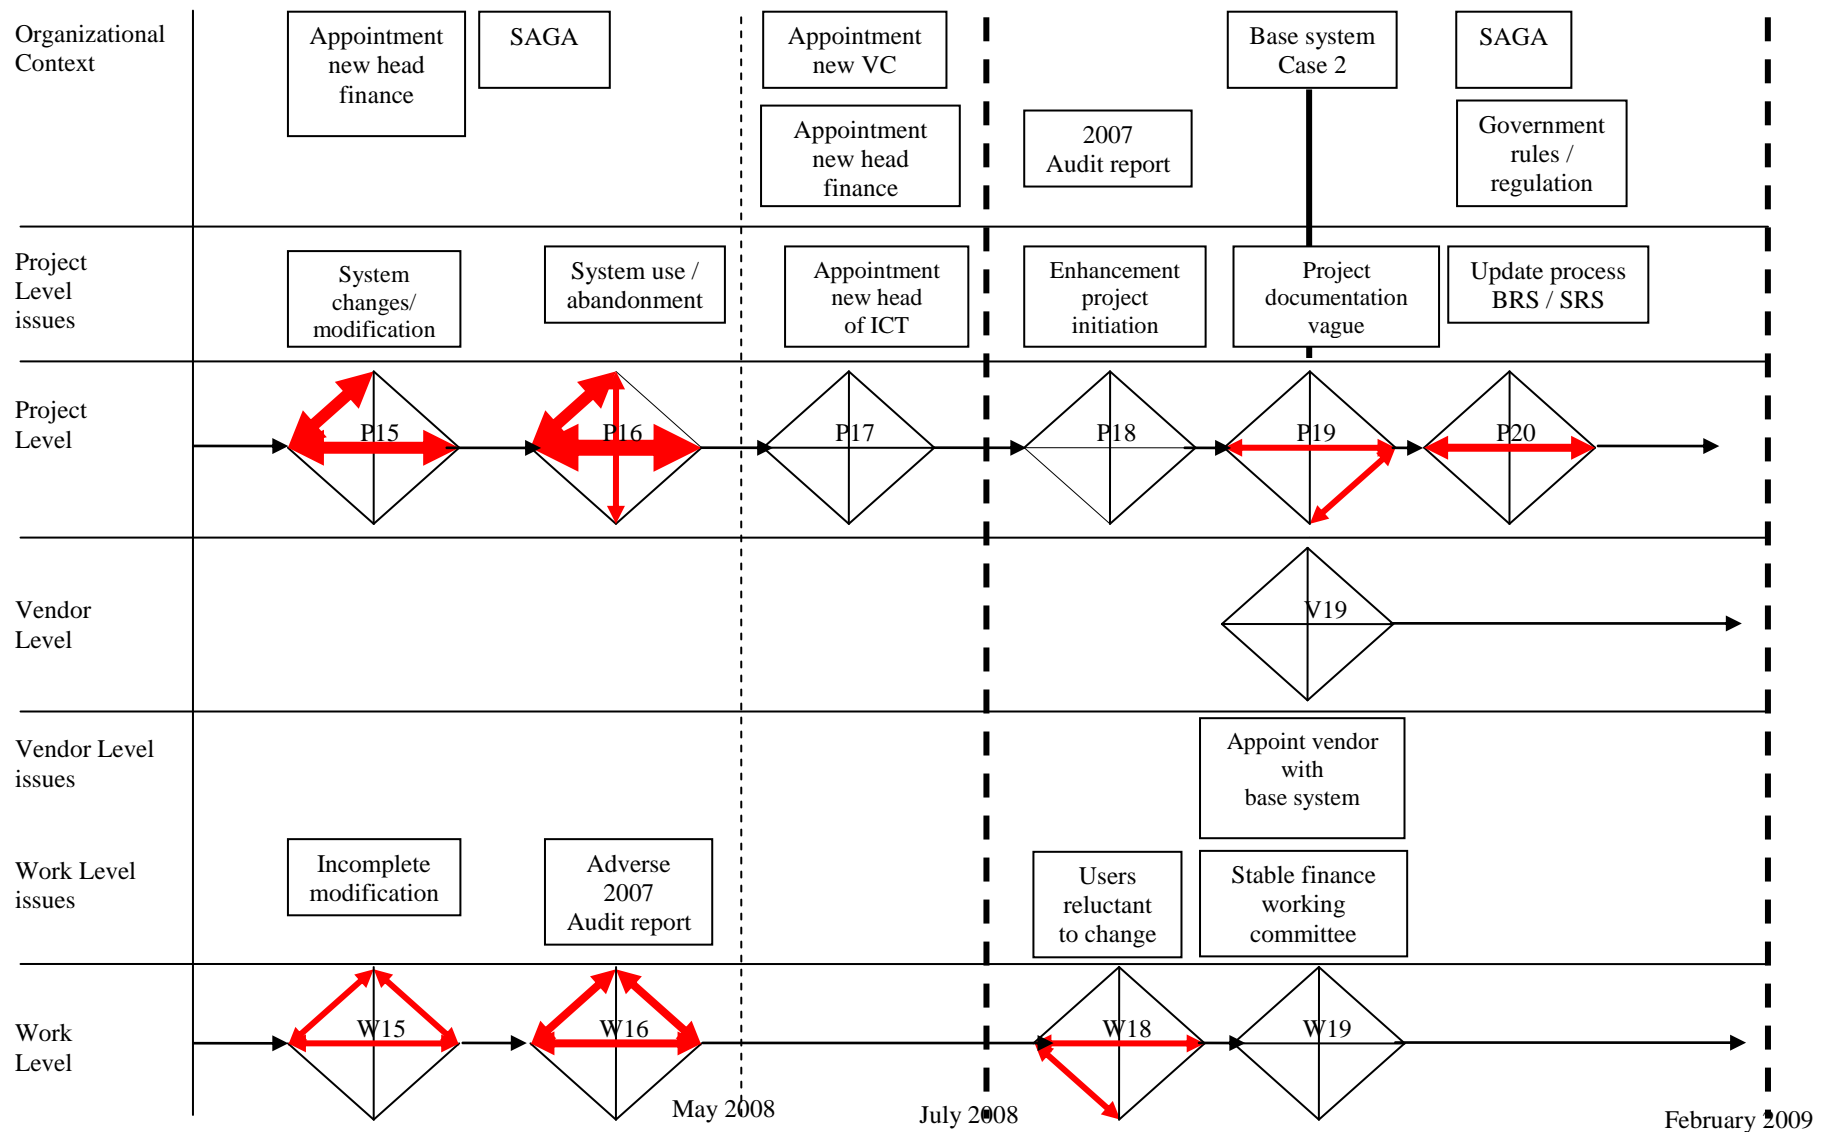 Organizational
Context
Appointment
new head
finance
SAGA
Appointment
new VC
Appointment
new head
finance
2007
Audit report
Base system
Case 2
SAGA
Government
rules /
regulation
Project
Level
issues
System
changes/
modification
System use /
abandonment
Appointment
new head
of ICT
Enhancement
project
initiation
Project
documentation
vague
Update process
BRS / SRS
Project
Level
P15
P16
P17
P18
P19
P20
Vendor
Level
V19
Vendor Level
issues
Appoint vendor
with
base system
Work Level
issues
Incomplete
modification
Adverse
2007
Audit report
Users
reluctant
to change
Stable finance
working
committee
Work
Level
W15
W16
W18
W19
May 2008
July 2008
February 2009